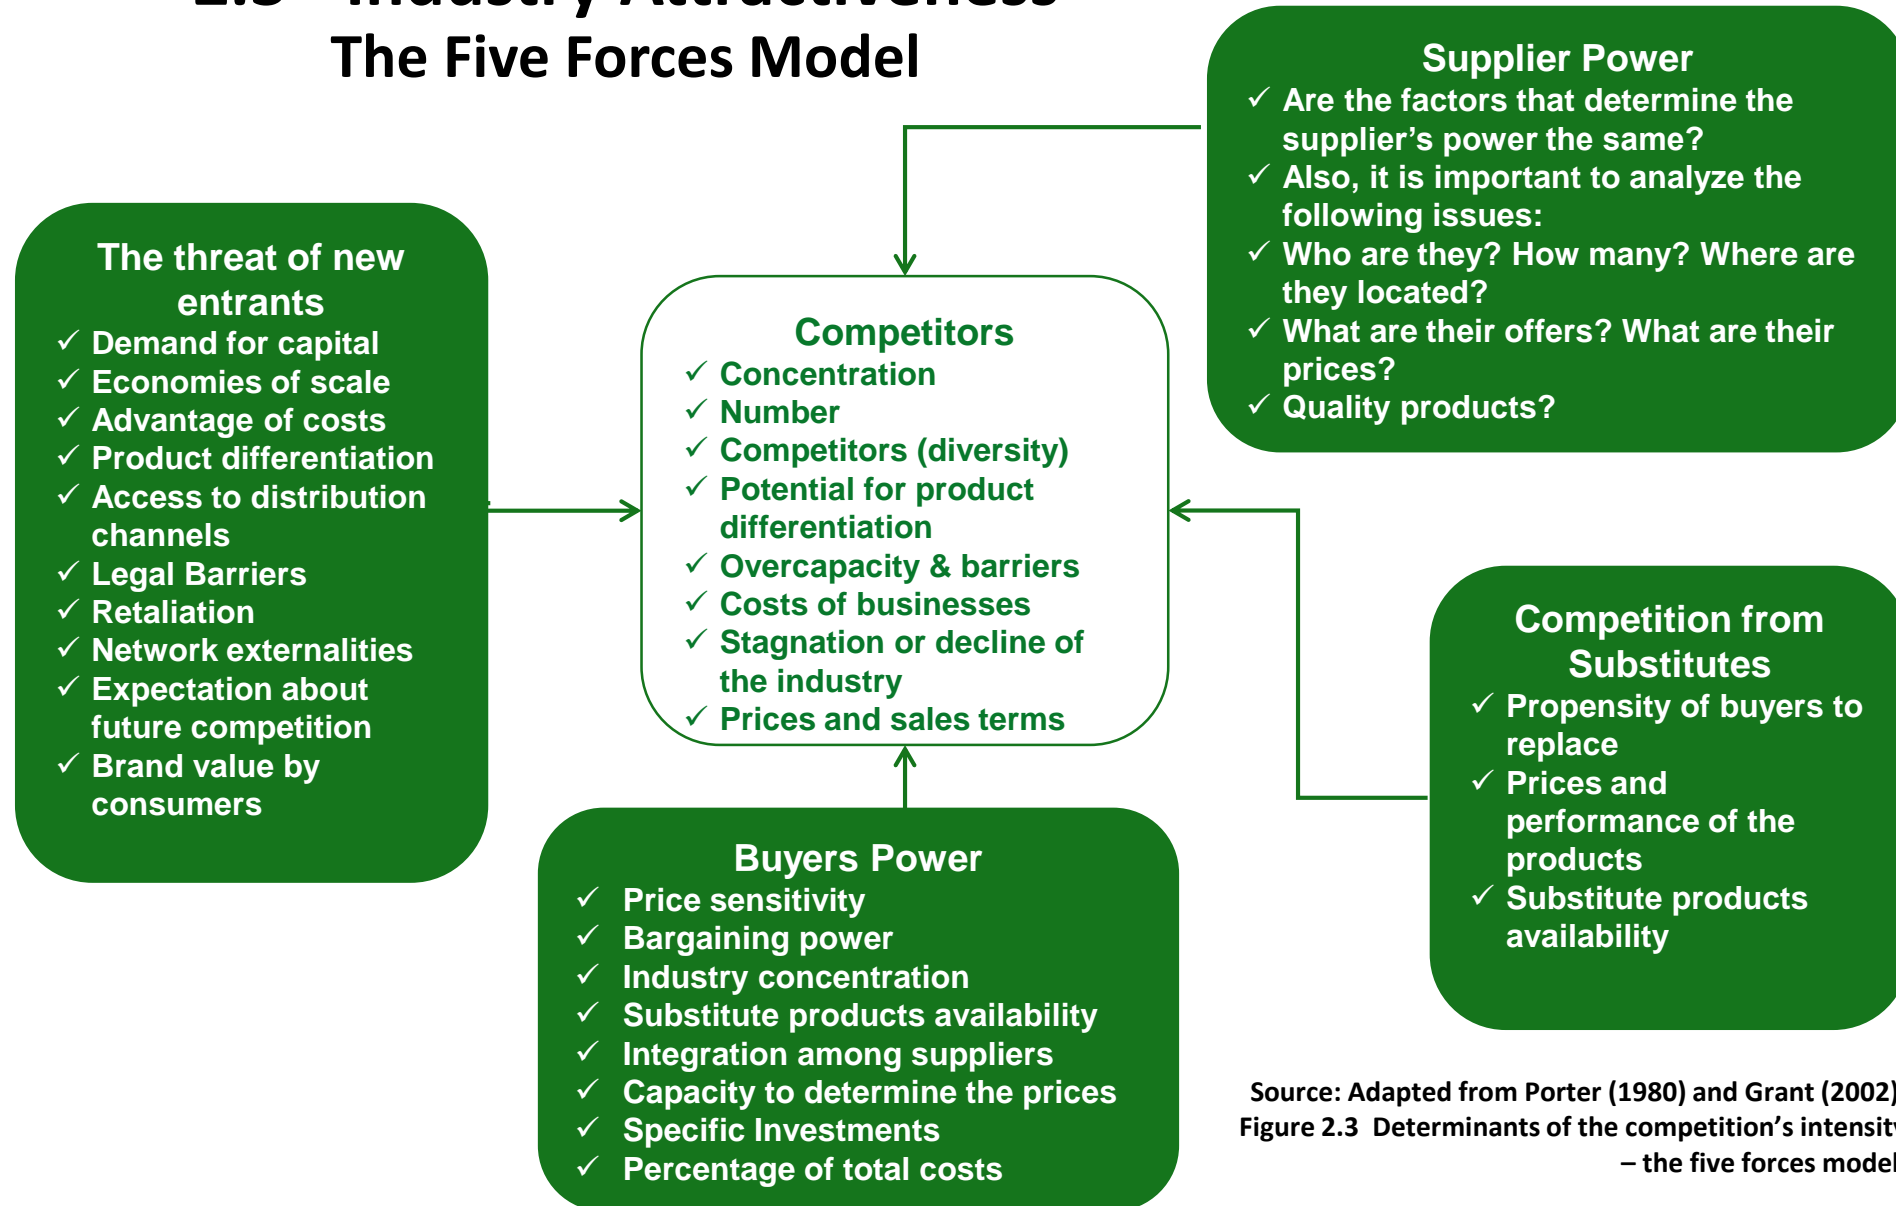 2.3 - Industry Attractiveness
The Five Forces Model
Supplier Power
✓ Are the factors that determine the
supplier's power the same?
✓ Also, it is important to analyze the
following issues:
✓ Who are they? How many? Where are
they located?
✓ What are their offers? What are their
prices?
✓ Quality products?
The threat of new
entrants
✓ Demand for capital
✓ Economies of scale
✓ Advantage of costs
✓ Product differentiation
✓ Access to distribution
channels
✓ Legal Barriers
✓ Retaliation
✓ Network externalities
✓ Expectation about
future competition
✓ Brand value by
consumers
Competitors
✓ Concentration
✓ Number
✓ Competitors (diversity)
✓ Potential for product
differentiation
✓ Overcapacity & barriers
✓ Costs of businesses
✓ Stagnation or decline of
the industry
✓ Prices and sales terms
Competition from
Substitutes
✓ Propensity of buyers to
replace
✓ Prices and
performance of the
products
✓ Substitute products
availability
Buyers Power
✓ Price sensitivity
✓ Bargaining power
✓ Industry concentration
✓ Substitute products availability
✓ Integration among suppliers
✓ Capacity to determine the prices
✓ Specific Investments
✓ Percentage of total costs
Source: Adapted from Porter (1980) and Grant (2002)
Figure 2.3 Determinants of the competition's intensity
– the five forces model